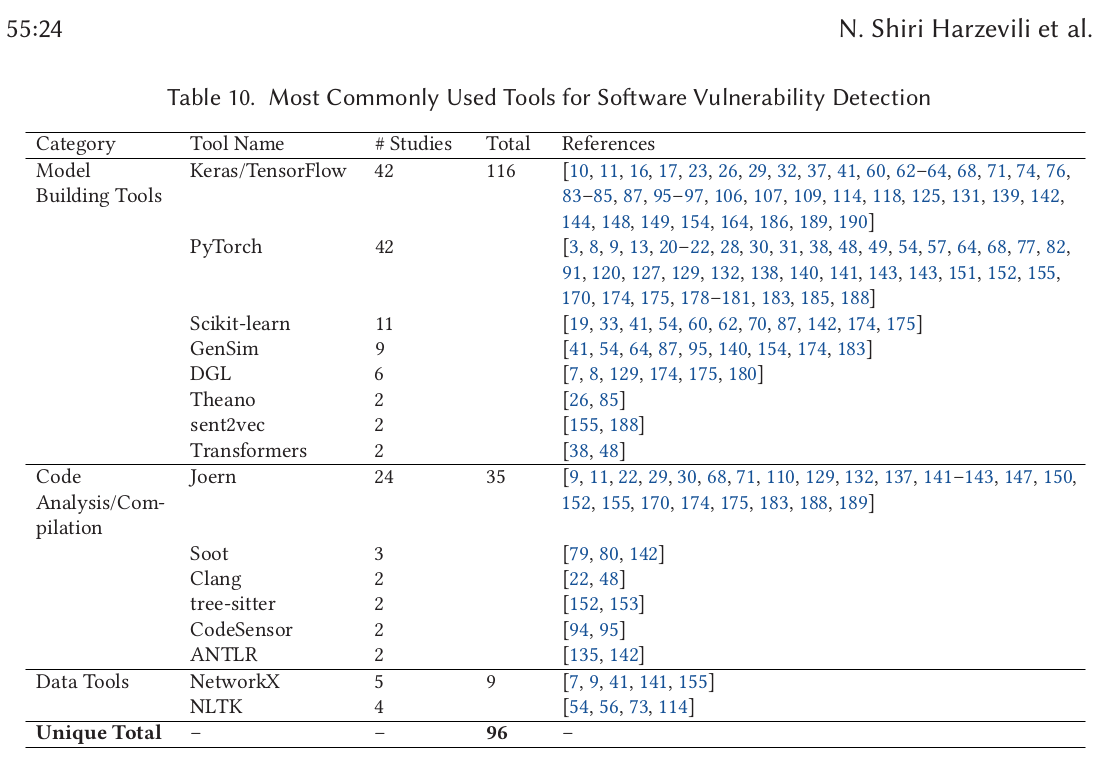 55:24 N. Shiri Harzevili et al.
Table 10. Most Commonly Used Tools for Software Vulnerability Detection
Category Tool Name # Studies Total References
Model Keras/TensorFlow 42 116 [10, 11, 16, 17, 23, 26, 29, 32, 37, 41, 60, 62–64, 68, 71, 74, 76,
Building Tools 83–85, 87, 95–97, 106, 107, 109, 114, 118, 125, 131, 139, 142,
144, 148, 149, 154, 164, 186, 189, 190]
PyTorch 42 [3, 8, 9, 13, 20–22, 28, 30, 31, 38, 48, 49, 54, 57, 64, 68, 77, 82,
91, 120, 127, 129, 132, 138, 140, 141, 143, 143, 151, 152, 155,
170, 174, 175, 178–181, 183, 185, 188]
Scikit-learn 11 [19, 33, 41, 54, 60, 62, 70, 87, 142, 174, 175]
GenSim 9 [41, 54, 64, 87, 95, 140, 154, 174, 183]
DGL 6 [7, 8, 129, 174, 175, 180]
Theano 2 [26, 85]
sent2vec 2 [155, 188]
Transformers 2 [38, 48]
Code Joern 24 35 [9, 11, 22, 29, 30, 68, 71, 110, 129, 132, 137, 141–143, 147, 150,
Analysis/Com- 152, 155, 170, 174, 175, 183, 188, 189]
pilation
Soot 3 [79, 80, 142]
Clang 2 [22, 48]
tree-sitter 2 [152, 153]
CodeSensor 2 [94, 95]
ANTLR 2 [135, 142]
Data Tools NetworkX 5 9 [7, 9, 41, 141, 155]
NLTK 4 [54, 56, 73, 114]
Unique Total – – 96 –